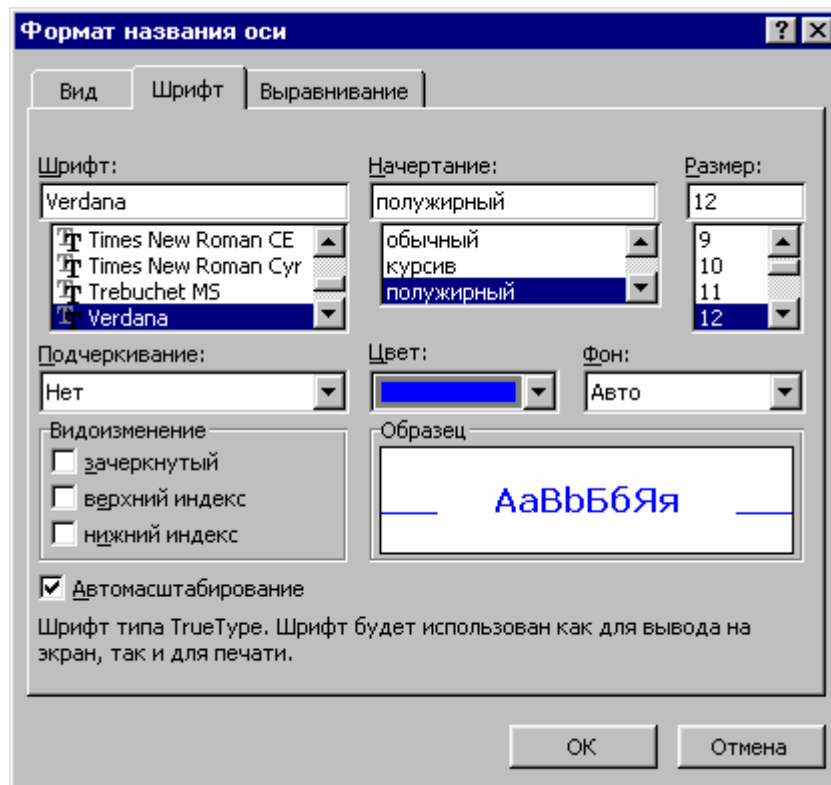 Формат названия оси
Вид Шрифт Выравнивание
Шрифт: Начертание: Размер:
Verdana полужирный 12
Times New Roman CE обычный 9
Times New Roman Cyr курсив 10
Trebuchet MS полужирный 11
Verdana 12
Подчеркивание: Цвет: Фон:
Нет Авто
Видоизменение Образец
зачеркнутый
верхний индекс AaBbБбЯя
нижний индекс
Автомасштабирование
Шрифт типа TrueType. Шрифт будет использован как для вывода на
экран, так и для печати.
OK Отмена